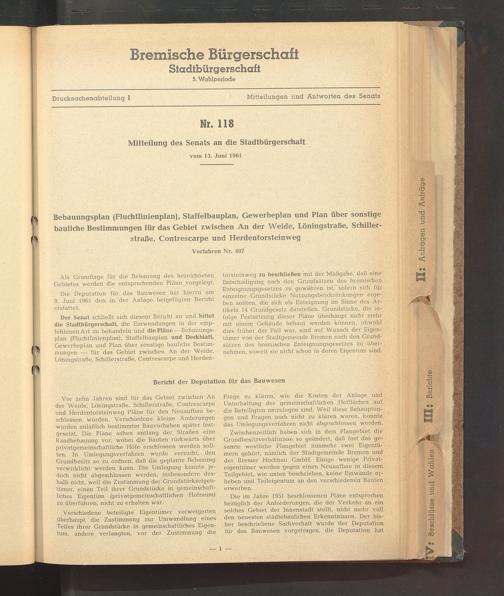 Bremische Bürgerschaft
Stadtbürgerschaft
5. Wahlperiode
Drucksachenabteilung I
Mitteilungen und Antworten des Senats
Nr. 118
Mitteilung des Senats an die Stadtbürgerschaft
vom 13. Juni 1961
Bebauungsplan (Fluchtlinienplan), Staffelbauplan, Gewerbeplan und Plan über sonstige
bauliche Bestimmungen für das Gebiet zwischen An der Weide, Löningstraße, Schiller-
straße, Contrescarpe und Herdentorsteinweg
Verfahren Nr. 407
Als Grundlage für die Bebauung des bezeichneten
Gebietes werden die entsprechenden Pläne vorgelegt.
Die Deputation für das Bauwesen hat hierzu am
9. Juni 1961 den in der Anlage beigefügten Bericht
erstattet.
Der Senat schließt sich diesem Bericht an und bittet
die Stadtbürgerschaft, die Einwendungen in der emp-
fohlenen Art zu behandeln und die Pläne — Bebauungs-
plan (Fluchtlinienplan), Staffelbauplan und Deckblatt,
Gewerbeplan und Plan über sonstige bauliche Bestim-
mungen — für das Gebiet zwischen An der Weide,
Löningstraße, Schillerstraße, Contrescarpe und Herden-
torsteinweg zu beschließen mit der Maßgabe, daß eine
Entschädigung nach den Grundsätzen des bremischen
Enteignungsgesetzes zu gewähren ist, sofern sich für
einzelne Grundstücke Nutzungsbeschränkungen erge-
ben sollten, die sich als Enteignung im Sinne des Ar-
tikels 14 Grundgesetz darstellen. Grundstücke, die in-
folge Festsetzung dieser Pläne überhaupt nicht mehr
mit einem Gebäude bebaut werden können, obwohl
dies früher der Fall war, sind auf Wunsch der Eigen-
tümer von der Stadtgemeinde Bremen nach den Grund-
sätzen des bremischen Enteignungsgesetzes zu über-
nehmen, soweit sie nicht schon in deren Eigentum sind.
Bericht der Deputation für das Bauwesen
Vor zehn Jahren sind für das Gebiet zwischen An
der Weide, Löningstraße, Schillerstraße, Contrescarpe
und Herdentorsteinweg Pläne für den Neuaufbau be-
schlossen worden. Verschiedene kleine Änderungen
wurden anläßlich bestimmter Bauvorhaben später fest-
gesetzt. Die Pläne sahen entlang der Straßen eine
Randbebauung vor, wobei die Bauten rückwärts über
privatgemeinschaftliche Höfe erschlossen werden soll-
ten. In Umlegungsverfahren wurde versucht, den
Grundbesitz so zu ordnen, daß die geplante Bebauung
verwirklicht werden kann. Die Umlegung konnte je-
doch nicht abgeschlossen werden, insbesondere des-
halb nicht, weil die Zustimmung der Grundstückseigen-
tümer, einen Teil ihrer Grundstücke in gemeinschaft-
liches Eigentum (privatgemeinschaftlichen Hofraum)
zu überführen, nicht zu erhalten war.
Verschiedene beteiligte Eigentümer verweigerten
überhaupt die Zustimmung zur Umwandlung eines
Teiles ihrer Grundstücke in gemeinschaftliches Eigen-
tum, andere verlangten, vor der Zustimmung die
Frage zu klären, wie die Kosten der Anlage und
Unterhaltung der gemeinschaftlichen Hofflächen auf
die Beteiligten umzulegen sind. Weil diese Behauptun-
gen und Fragen noch nicht zu klären waren, konnte
das Umlegungsverfahren nicht abgeschlossen werden.
Zwischenzeitlich haben sich in dem Plangebiet die
Grundbesitzverhältnisse so geändert, daß fast das ge-
samte westliche Plangebiet nunmehr zwei Eigentü-
mern gehört, nämlich der Stadtgemeinde Bremen und
der Bremer Hochbau GmbH. Einige wenige Privat-
eigentümer werden gegen einen Neuaufbau in diesem
Teilgebiet, wie unten beschrieben, keine Einwände er-
heben und Teileigentum an den verschiedenen Bauten
erwerben.
Die im Jahre 1951 beschlossenen Pläne entsprechen
bezüglich der Anforderungen, die der Verkehr an ein
solches Gebiet der Innenstadt stellt, nicht mehr voll
den neuesten städtebaulichen Erkenntnissen. Der bis-
her beschriebene Sachverhalt wurde der Deputation
für das Bauwesen vorgetragen, die Deputation hat
— 1 —
II: Anfragen und Anträge
III: Berichte
IV: Beschlüsse und Wahlen